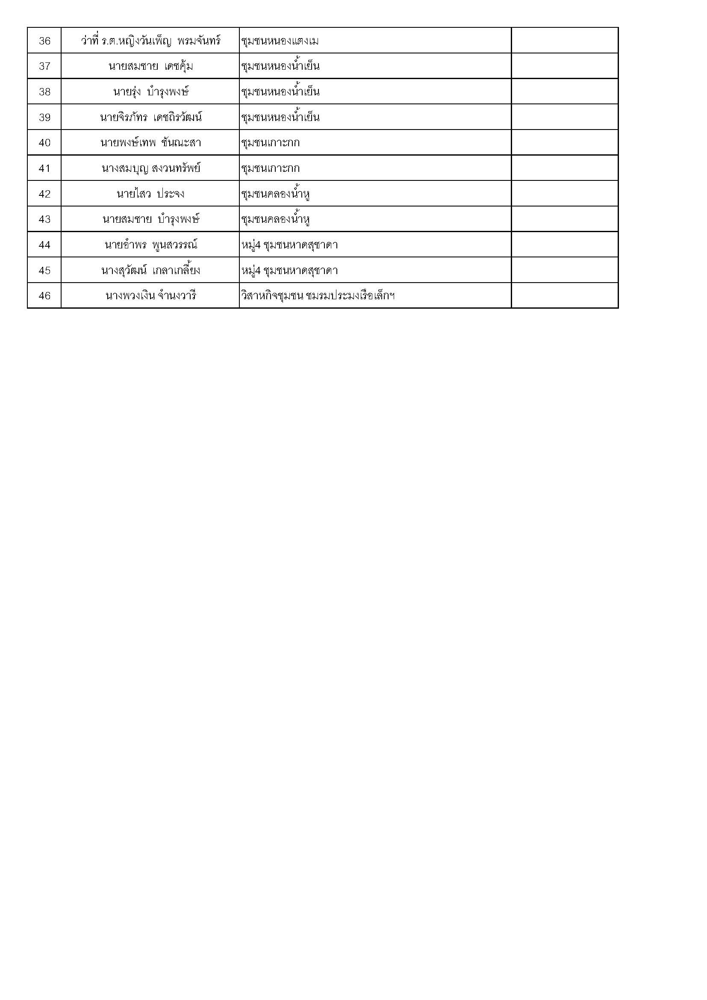 36 ว่าที่ ร.ต.หญิงวันเพ็ญ พรมจันทร์ ชุมชนหนองแตงเม
37 นายสมชาย เดชคุ้ม ชุมชนหนองน้ำเย็น
38 นายรุ่ง บำรุงพงษ์ ชุมชนหนองน้ำเย็น
39 นายจิรภัทร เดชถิรวัฒน์ ชุมชนหนองน้ำเย็น
40 นายพงษ์เทพ ชันณะสา ชุมชนเกาะกก
41 นางสมบุญ สงวนทรัพย์ ชุมชนเกาะกก
42 นายไสว ประจง ชุมชนคลองน้ำหู
43 นายสมชาย บำรุงพงษ์ ชุมชนคลองน้ำหู
44 นายอำพร พูนสวรรณ์ หมู่4 ชุมชนหาดสุชาดา
45 นางสุวัฒน์ เกลาเกลี้ยง หมู่4 ชุมชนหาดสุชาดา
46 นางพวงเงิน จำนงวารี วิสาหกิจชุมชน ชมรมประมงเรือเล็กฯ